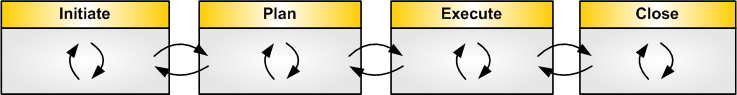 Initiate
Plan
Execute
Close